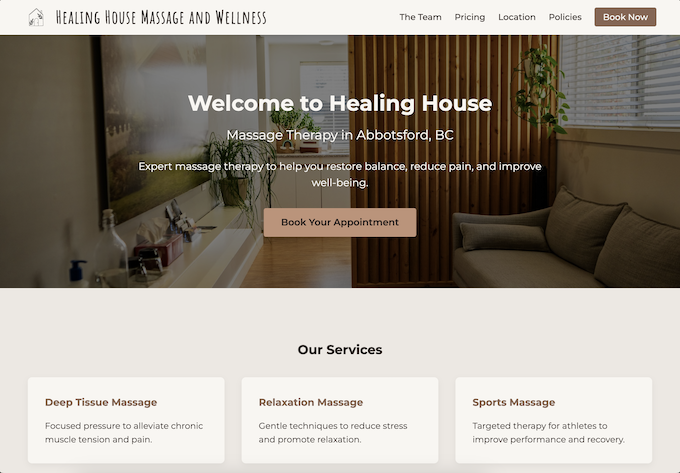 Healing House Massage and Wellness
The Team Pricing Location Policies Book Now
Welcome to Healing House
Massage Therapy in Abbotsford, BC
Expert massage therapy to help you restore balance, reduce pain, and improve
well-being.
Book Your Appointment
Our Services
Deep Tissue Massage
Focused pressure to alleviate chronic
muscle tension and pain.
Relaxation Massage
Gentle techniques to reduce stress
and promote relaxation.
Sports Massage
Targeted therapy for athletes to
improve performance and recovery.